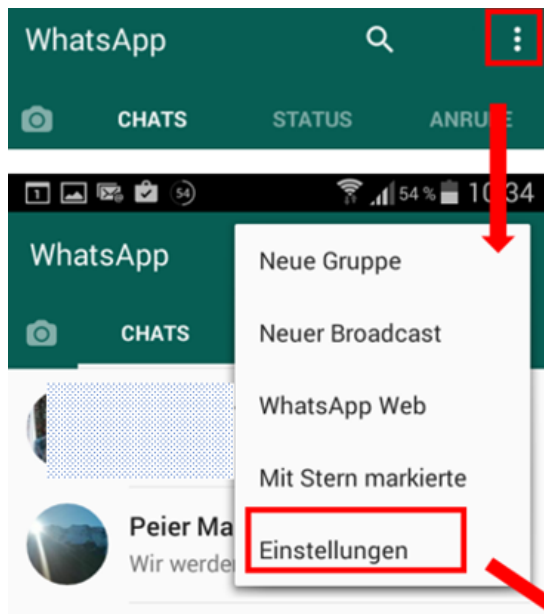 WhatsApp
CHATS STATUS
54 54 % 10:34
WhatsApp
Neue Gruppe
CHATS
Neuer Broadcast
WhatsApp Web
Mit Stern markierte
Peier Ma
Einstellungen
Wir werde